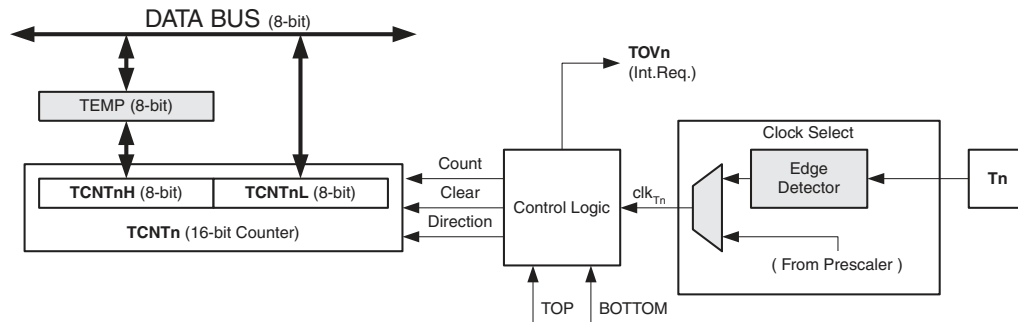 DATA BUS (8-bit)
TOVn
(Int.Req.)
TEMP (8-bit)
Clock Select
Count
Edge
Detector
Tn
TCNTnH (8-bit)
TCNTnL (8-bit)
Clear
Control Logic
clkTn
TCNTn (16-bit Counter)
Direction
( From Prescaler )
TOP
BOTTOM